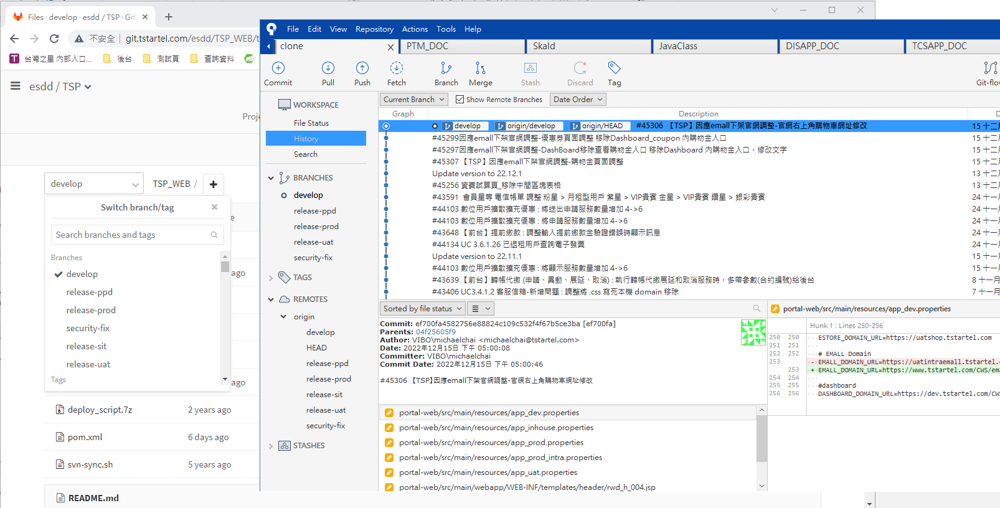 Files · develop · esdd / TSP · Git
不安全
git.tstartel.com/esdd/TSP_WEB/t
台灣之星 內部入口...
後台
測試頁
查詢資料
esdd / TSP
Proje
develop
TSP_WEB /
Switch branch/tag
Search branches and tags
Branches
develop
release-ppd
release-prod
security-fix
release-sit
release-uat
Tags
e
ago
ago
deploy_script.7z 2 years ago
pom.xml 6 days ago
svn-sync.sh 5 years ago
README.md
File Edit View Repository Actions Tools Help
clone PTM_DOC Skald JavaClass DISAPP_DOC TCSAPP_DOC
Commit Pull Push Fetch Branch Merge Stash Discard Tag Git-flow
WORKSPACE
File Status
History
Search
BRANCHES
develop
release-ppd
release-prod
release-uat
security-fix
TAGS
REMOTES
origin
develop
HEAD
release-ppd
release-prod
release-sit
release-uat
security-fix
STASHES
Current Branch Show Remote Branches Date Order
Graph Description D
develop origin/develop origin/HEAD #45306 【TSP】因應emall下架官網調整-官網右上角購物車網址修改 15 十二月
#45299因應emall下架官網調整-優惠券頁面調整 移除Dashboard_coupon 內購物金入口 15 十二月
#45297因應emall下架官網調整-DashBoard移除查看購物金入口 移除Dashboard 內購物金入口，修改文字 15 十二月
#45307 【TSP】因應emall下架官網調整-購物金頁面調整 15 十二月
Update version to 22.12.1 13 十二月
#45256 資費試算頁_移除中間區塊表格 13 十二月
#43591 會員星等 電信帳單 調整 粉星 > 月租型用戶 紫星 > VIP貴賓 金星 > VIP貴賓 鑽星 > 銀彩貴賓 24 十一月
#44103 數位用戶擴散擴充優惠 : 將送出申請服務數量增加 4->6 24 十一月
#44103 數位用戶擴散擴充優惠 : 將申請服務數量增加 4->6 24 十一月
#43648 【前台】提前繳款 : 調整輸入提前繳款金驗證錯誤時顯示訊息 24 十一月
#44134 UC 3.6.1.26 已退租用戶查詢電子發票 24 十一月
Update version to 22.11.1 15 十一月
#44103 數位用戶擴散擴充優惠 : 將顯示服務數量增加 4->6 15 十一月
#43639 【前台】轉帳代繳 (申請、異動、展延、取消) : 執行轉帳代繳展延和取消服務時，多帶參數(合約編號)給後台 8 十一月
#43406 UC3.4.1.2 客服信箱-新增問題 : 調整將 .css 寫死本機 domain 移除 7 十一月
Sorted by file status
Commit: ef700fa4582756e88824c109c532f4f67b5ce3ba [ef700fa]
Parents: 04f25605f9
Author: VIBO\michaelchai <michaelchai@tstartel.com>
Date: 2022年12月15日 下午 05:00:08
Committer: VIBO\michaelchai
Commit Date: 2022年12月15日 下午 05:00:46
#45306 【TSP】因應emall下架官網調整-官網右上角購物車網址修改
portal-web/src/main/resources/app_dev.properties
portal-web/src/main/resources/app_inhouse.properties
portal-web/src/main/resources/app_prod.properties
portal-web/src/main/resources/app_prod_intra.properties
portal-web/src/main/resources/app_uat.properties
portal-web/src/main/webapp/WEB-INF/templates/header/rwd_h_004.jsp
portal-web/src/main/resources/app_dev.properties
Hunk 1 : Lines 250-256
250 250 ESTORE_DOMAIN_URL=https://uatshop.tstartel.com
251 251
252 252 # EMALL Domain
253 - EMALL_DOMAIN_URL=https://uatintraemall.tstartel.c
253 + EMALL_DOMAIN_URL=https://www.tstartel.com/CWS/ema
254 254
255 255 #dashboard
256 256 DASHBOARD_DOMAIN_URL=https://dev.tstartel.com/CWS